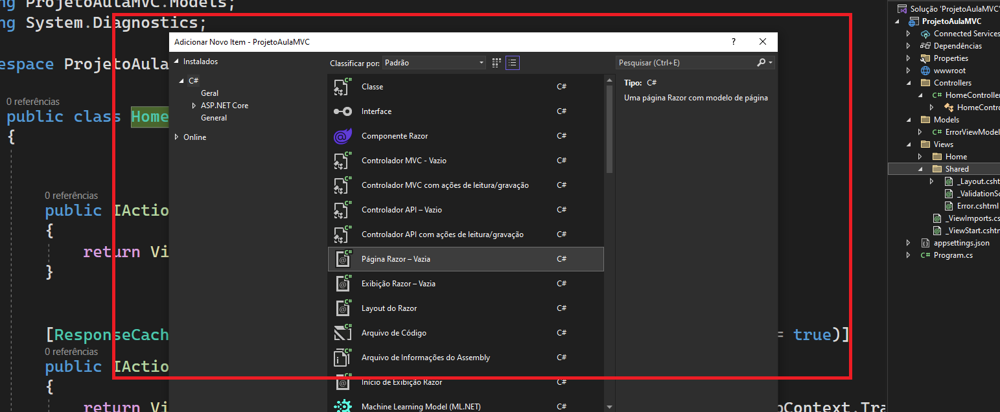 ng ProjetoAulaMVC.Models;
ng System.Diagnostics;
espace ProjetoAula
0 referências
public class Home
{
0 referências
public IActio
{
return Vi
}
[ResponseCach
= true)]
0 referências
public IActio
{
return Vi
pContext.Tra
Adicionar Novo Item - ProjetoAulaMVC
?
Instalados
C#
Geral
ASP.NET Core
General
Online
Classificar por: Padrão
Classe C#
Interface C#
Componente Razor C#
Controlador MVC - Vazio C#
Controlador MVC com ações de leitura/gravação C#
Controlador API – Vazio C#
Controlador API com ações de leitura/gravação C#
Página Razor – Vazia C#
Exibição Razor – Vazia C#
Layout do Razor C#
Arquivo de Código C#
Arquivo de Informações do Assembly C#
Início de Exibição Razor C#
Machine Learning Model (ML.NET) C#
Pesquisar (Ctrl+E)
Tipo: C#
Uma página Razor com modelo de página
Solução 'ProjetoAulaMVC'
ProjetoAulaMVC
Connected Services
Dependências
Properties
wwwroot
Controllers
C# HomeController
HomeContro
Models
C# ErrorViewModel
Views
Home
Shared
_Layout.csht
_ValidationSc
Error.cshtml
_ViewImports.cs
_ViewStart.cshtm
appsettings.json
C# Program.cs